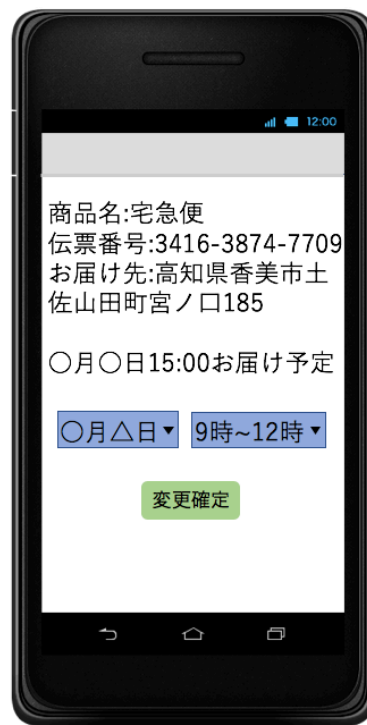 12:00
商品名:宅急便
伝票番号:3416-3874-7709
お届け先:高知県香美市土
佐山田町宮ノ口185
〇月〇日15:00お届け予定
〇月△日▼ 9時~12時▼
変更確定